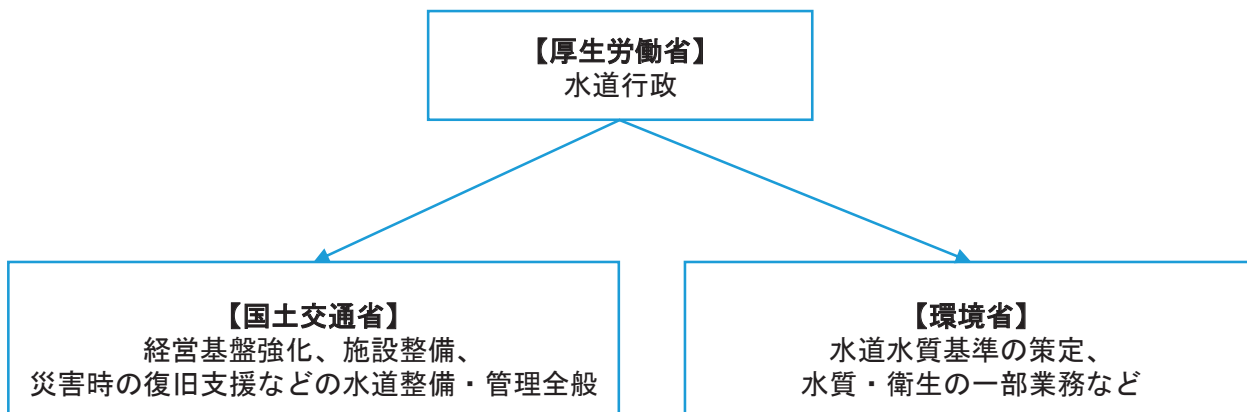 【厚生労働省】
水道行政
【国土交通省】
経営基盤強化、施設整備、
災害時の復旧支援などの水道整備・管理全般
【環境省】
水道水質基準の策定、
水質・衛生の一部業務など